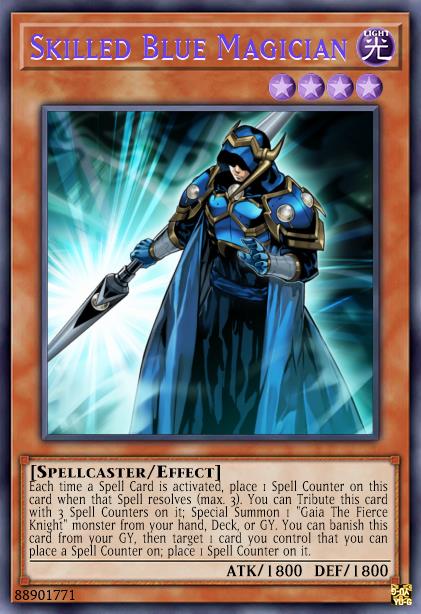 Skilled Blue Magician
LIGHT
光
[Spellcaster/Effect]
Each time a Spell Card is activated, place 1 Spell Counter on this
card when that Spell resolves (max. 3). You can Tribute this card
with 3 Spell Counters on it; Special Summon 1 "Gaia The Fierce
Knight" monster from your hand, Deck, or GY. You can banish this
card from your GY, then target 1 card you control that you can
place a Spell Counter on; place 1 Spell Counter on it.
ATK/1800 DEF/1800
88901771